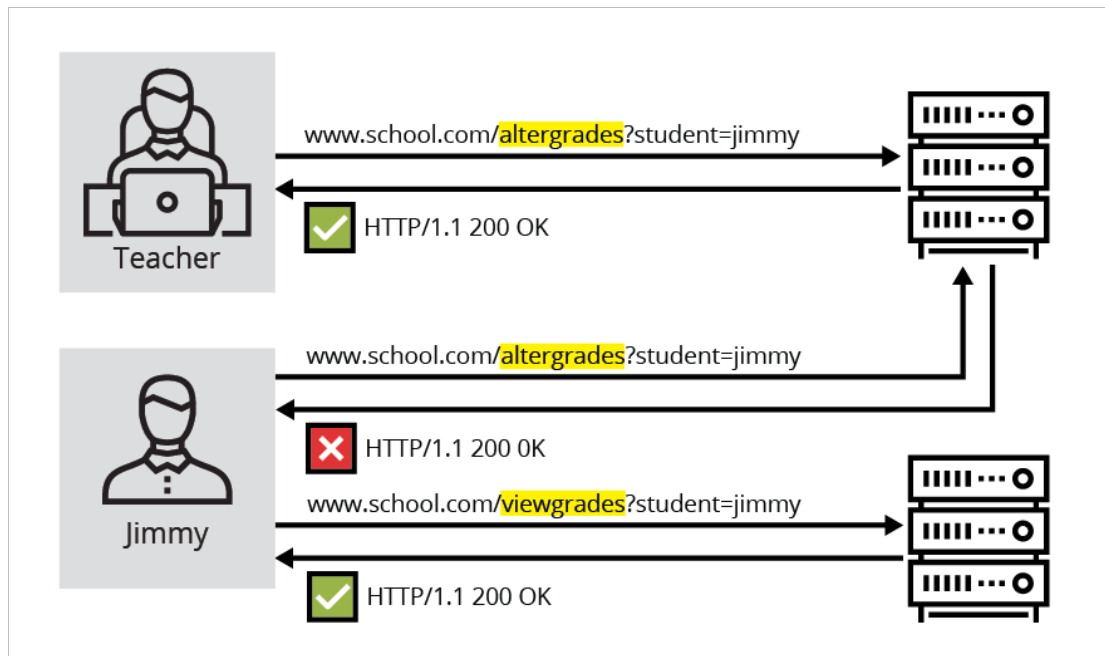 www.school.com/altergrades?student=jimmy
HTTP/1.1 200 OK
Teacher
www.school.com/altergrades?student=jimmy
HTTP/1.1 200 0K
www.school.com/viewgrades?student=jimmy
Jimmy
HTTP/1.1 200 OK